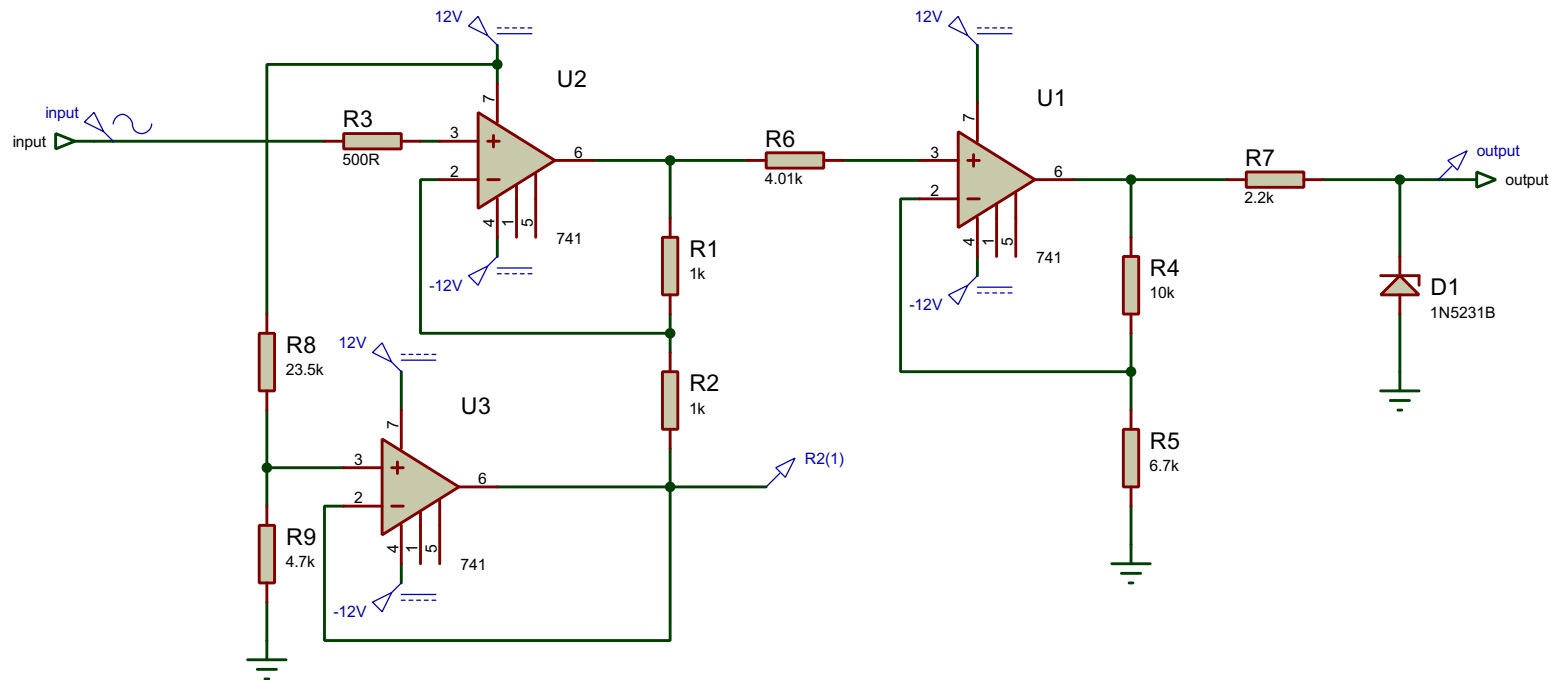 12V
12V
U2
U1
input
input
R3
500R
7
3
2
6
4
1
5
741
-12V
R6
4.01k
7
3
2
6
4
1
5
741
-12V
R7
2.2k
output
output
R1
1k
R4
10k
D1
1N5231B
R8
23.5k
12V
U3
R2
1k
7
3
2
6
4
1
5
741
-12V
R2(1)
R5
6.7k
R9
4.7k